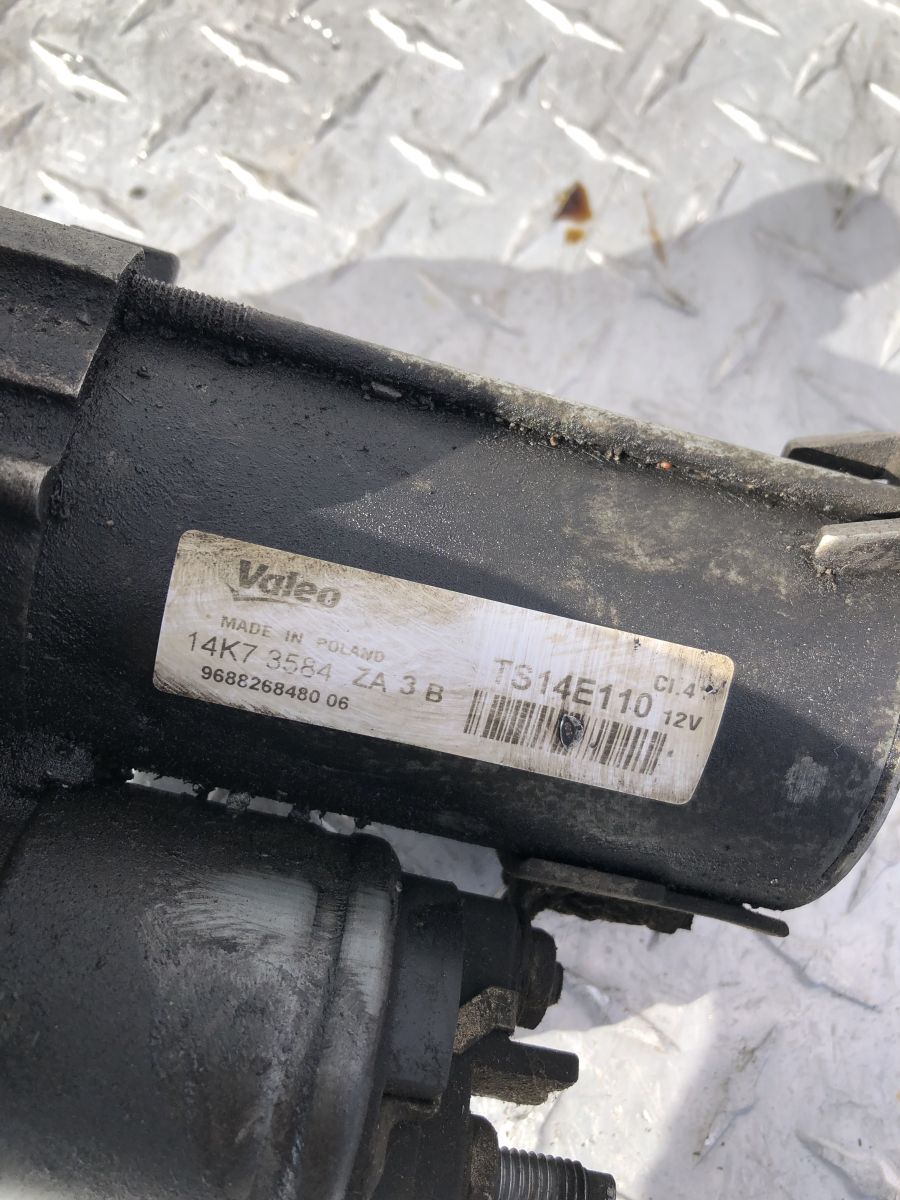 Valeo
MADE IN POLAND
14K7 3584 ZA 3 B
9688268480 06
TS14E110 Cl.4
12V